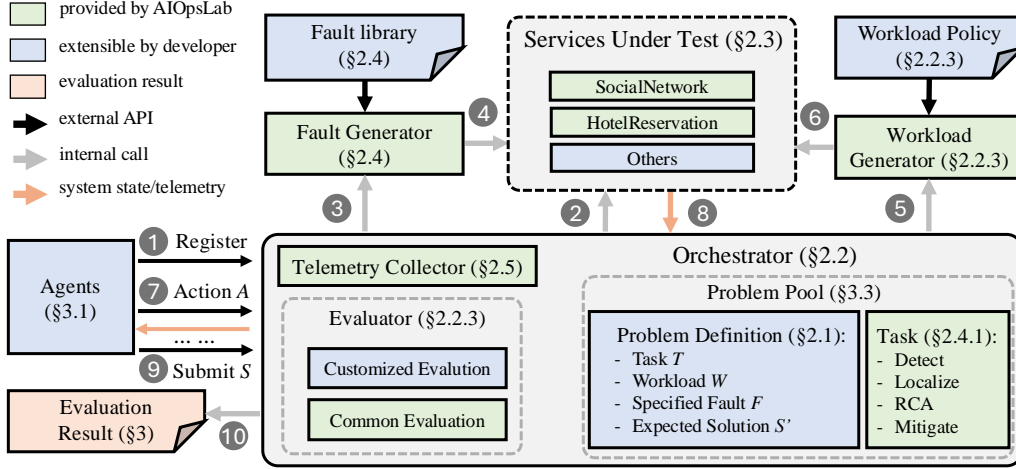 provided by AIOpsLab
extensible by developer
evaluation result
external API
internal call
system state/telemetry
Fault library
(§2.4)
Fault Generator
(§2.4)
4
3
Services Under Test (§2.3)
SocialNetwork
HotelReservation
Others
2
8
Workload Policy
(§2.2.3)
6
Workload
Generator (§2.2.3)
5
Agents
(§3.1)
1 Register
7 Action A
... ...
9 Submit S
Evaluation
Result (§3)
10
Orchestrator (§2.2)
Telemetry Collector (§2.5)
Evaluator (§2.2.3)
Customized Evalution
Common Evaluation
Problem Pool (§3.3)
Problem Definition (§2.1):
- Task T
- Workload W
- Specified Fault F
- Expected Solution S'
Task (§2.4.1):
- Detect
- Localize
- RCA
- Mitigate